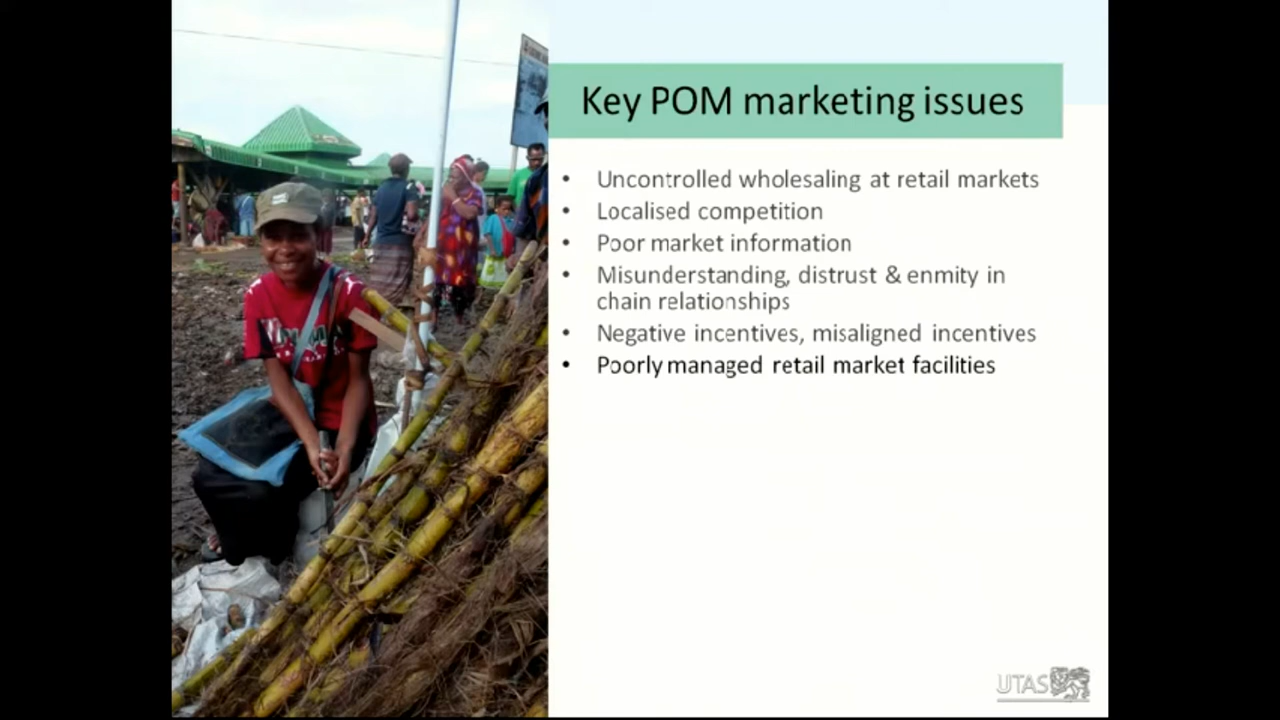 Key POM marketing issues
• Uncontrolled wholesaling at retail markets
• Localised competition
• Poor market information
• Misunderstanding, distrust & enmity in
chain relationships
• Negative incentives, misaligned incentives
• Poorly managed retail market facilities
UTAS